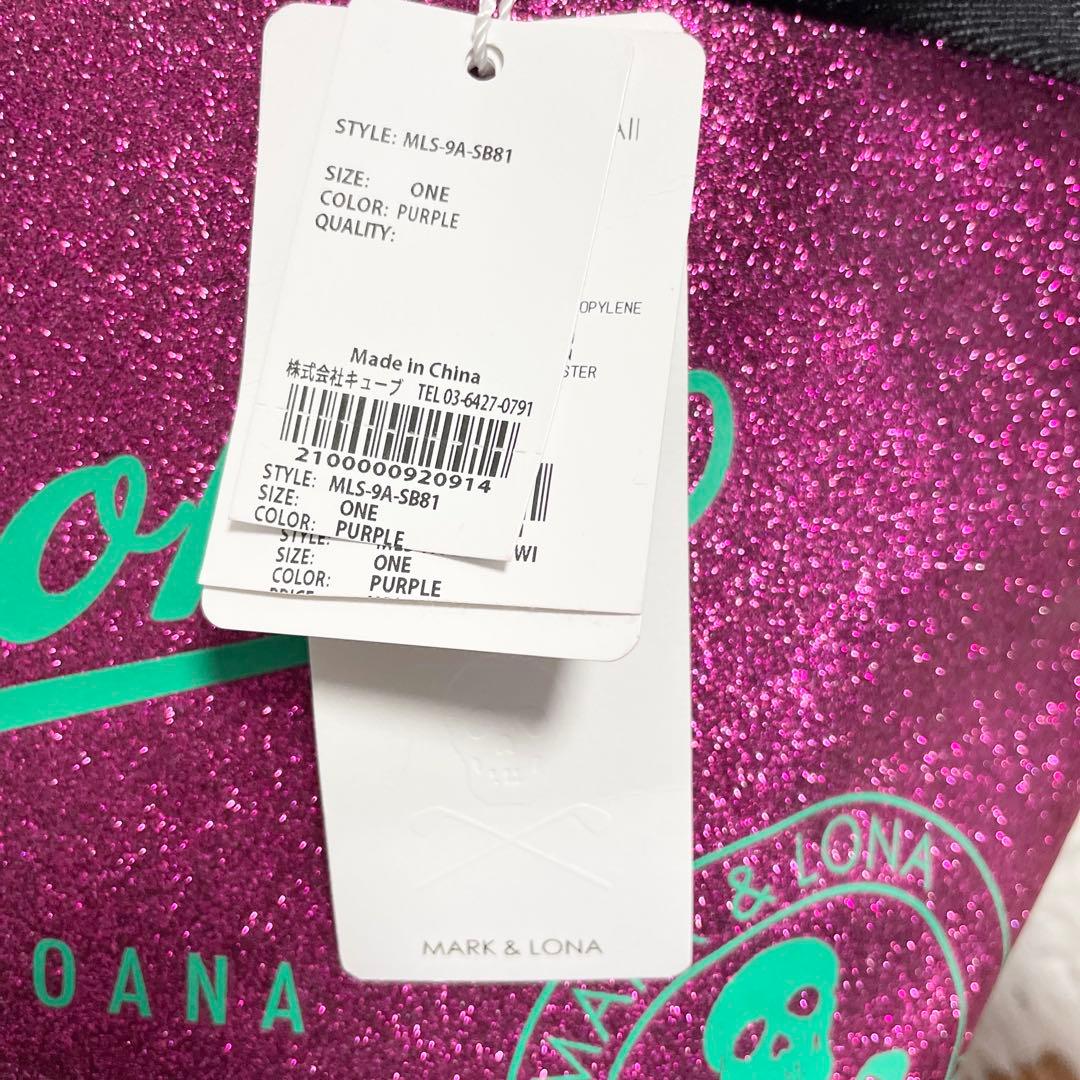 STYLE: MLS-9A-SB81
SIZE: ONE
COLOR: PURPLE
QUALITY:
Made in China
株式会社キューブ TEL 03-6427-0791
2100000920914
STYLE: MLS-9A-SB81
SIZE: ONE
COLOR: PURPLE
STYLE:
WI
SIZE: ONE
COLOR: PURPLE
OPYLENE
STER
MARK & LONA
OANA
MARK & LONA